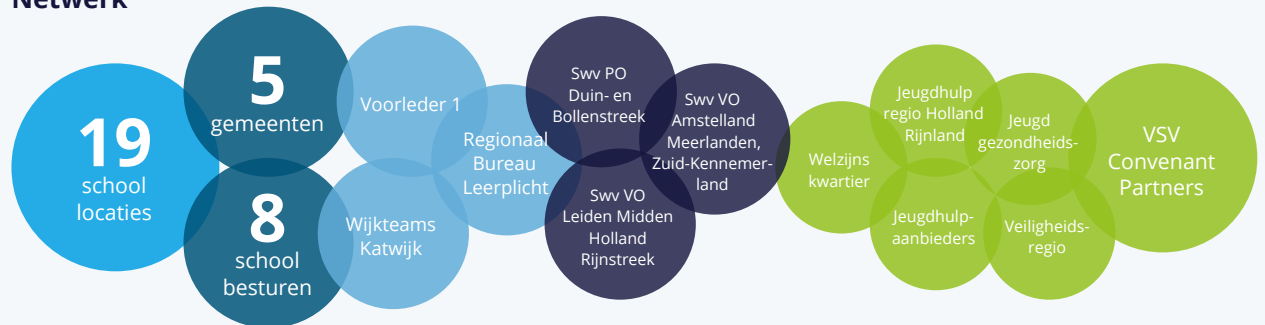 Netwerk
19
school
locaties
5
gemeenten
8
school
besturen
Voorleder 1
Wijkteams
Katwijk
Regionaal
Bureau
Leerplicht
Swv PO
Duin- en
Bollenstreek
Swv VO
Amstelland
Meerlanden,
Zuid-Kennemer-
land
Swv VO
Leiden Midden
Holland
Rijnstreek
Welzijns
kwartier
Jeugdhulp
regio Holland
Rijnland
Jeugd
gezondheids-
zorg
Jeugdhulp-
aanbieders
Veiligheids-
regio
VSV
Convenant
Partners